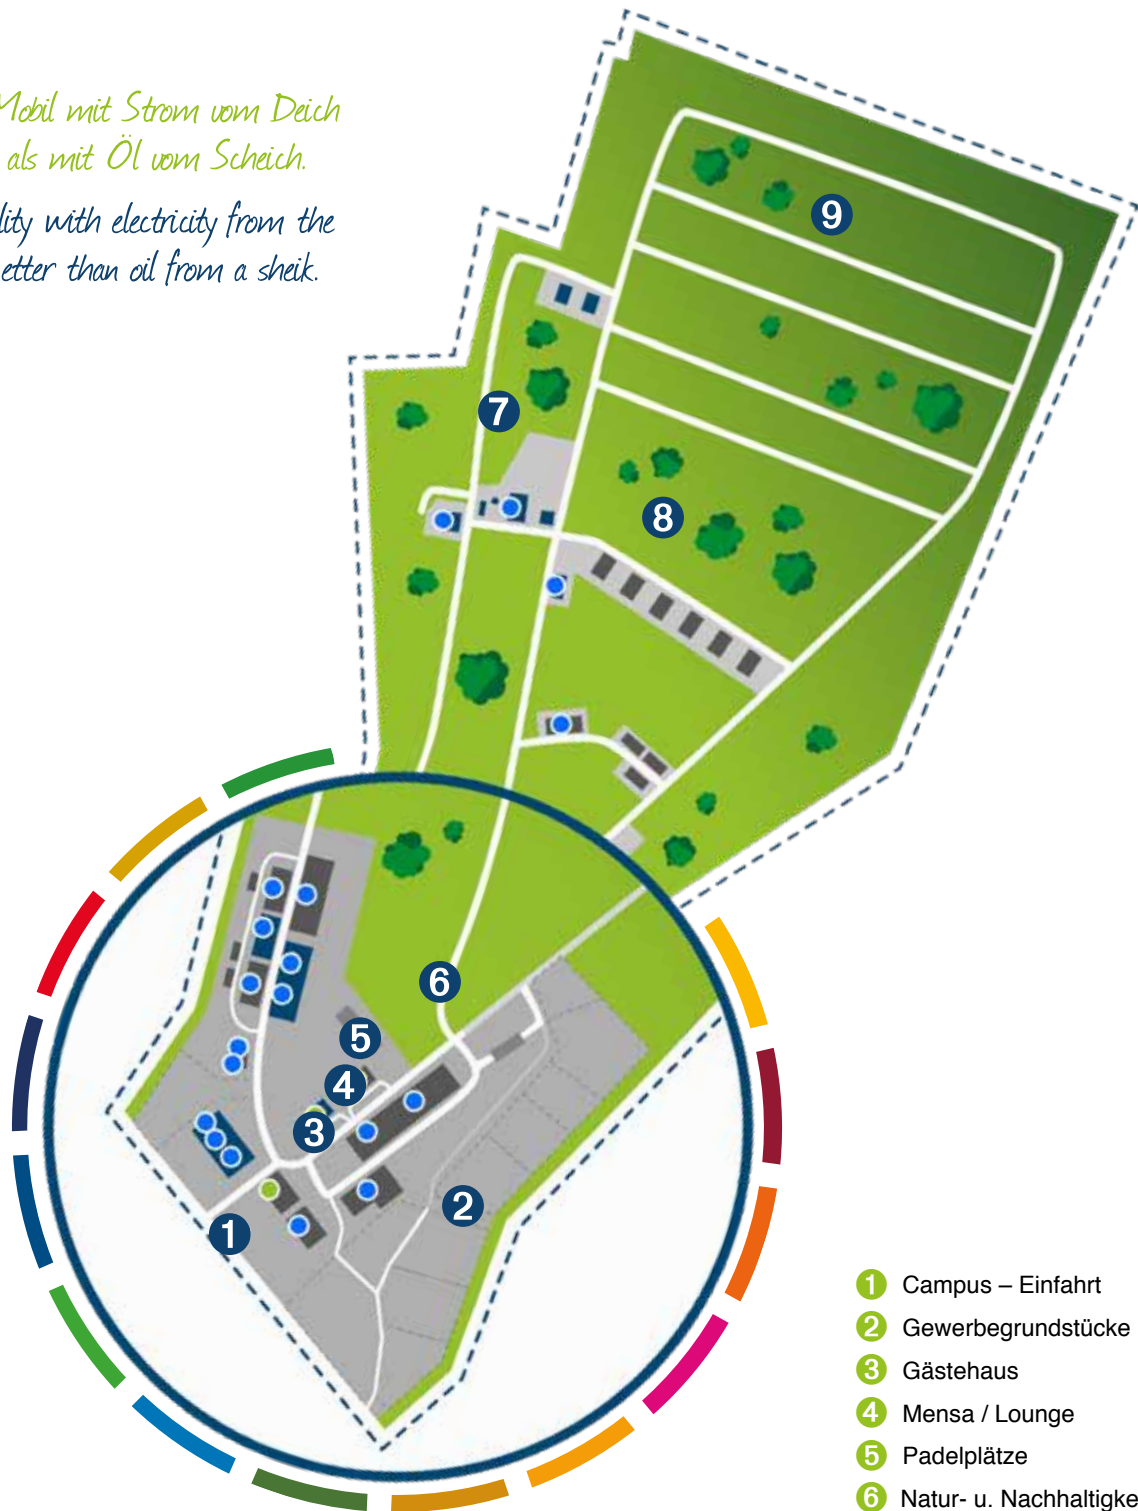 Mobil mit Strom vom Deich
als mit Öl vom Scheich.
lity with electricity from the
etter than oil from a sheik.
9
7
8
6
5
4
3
2
1
1 Campus – Einfahrt
2 Gewerbegrundstücke
3 Gästehaus
4 Mensa / Lounge
5 Padelplätze
6 Natur- u. Nachhaltigke